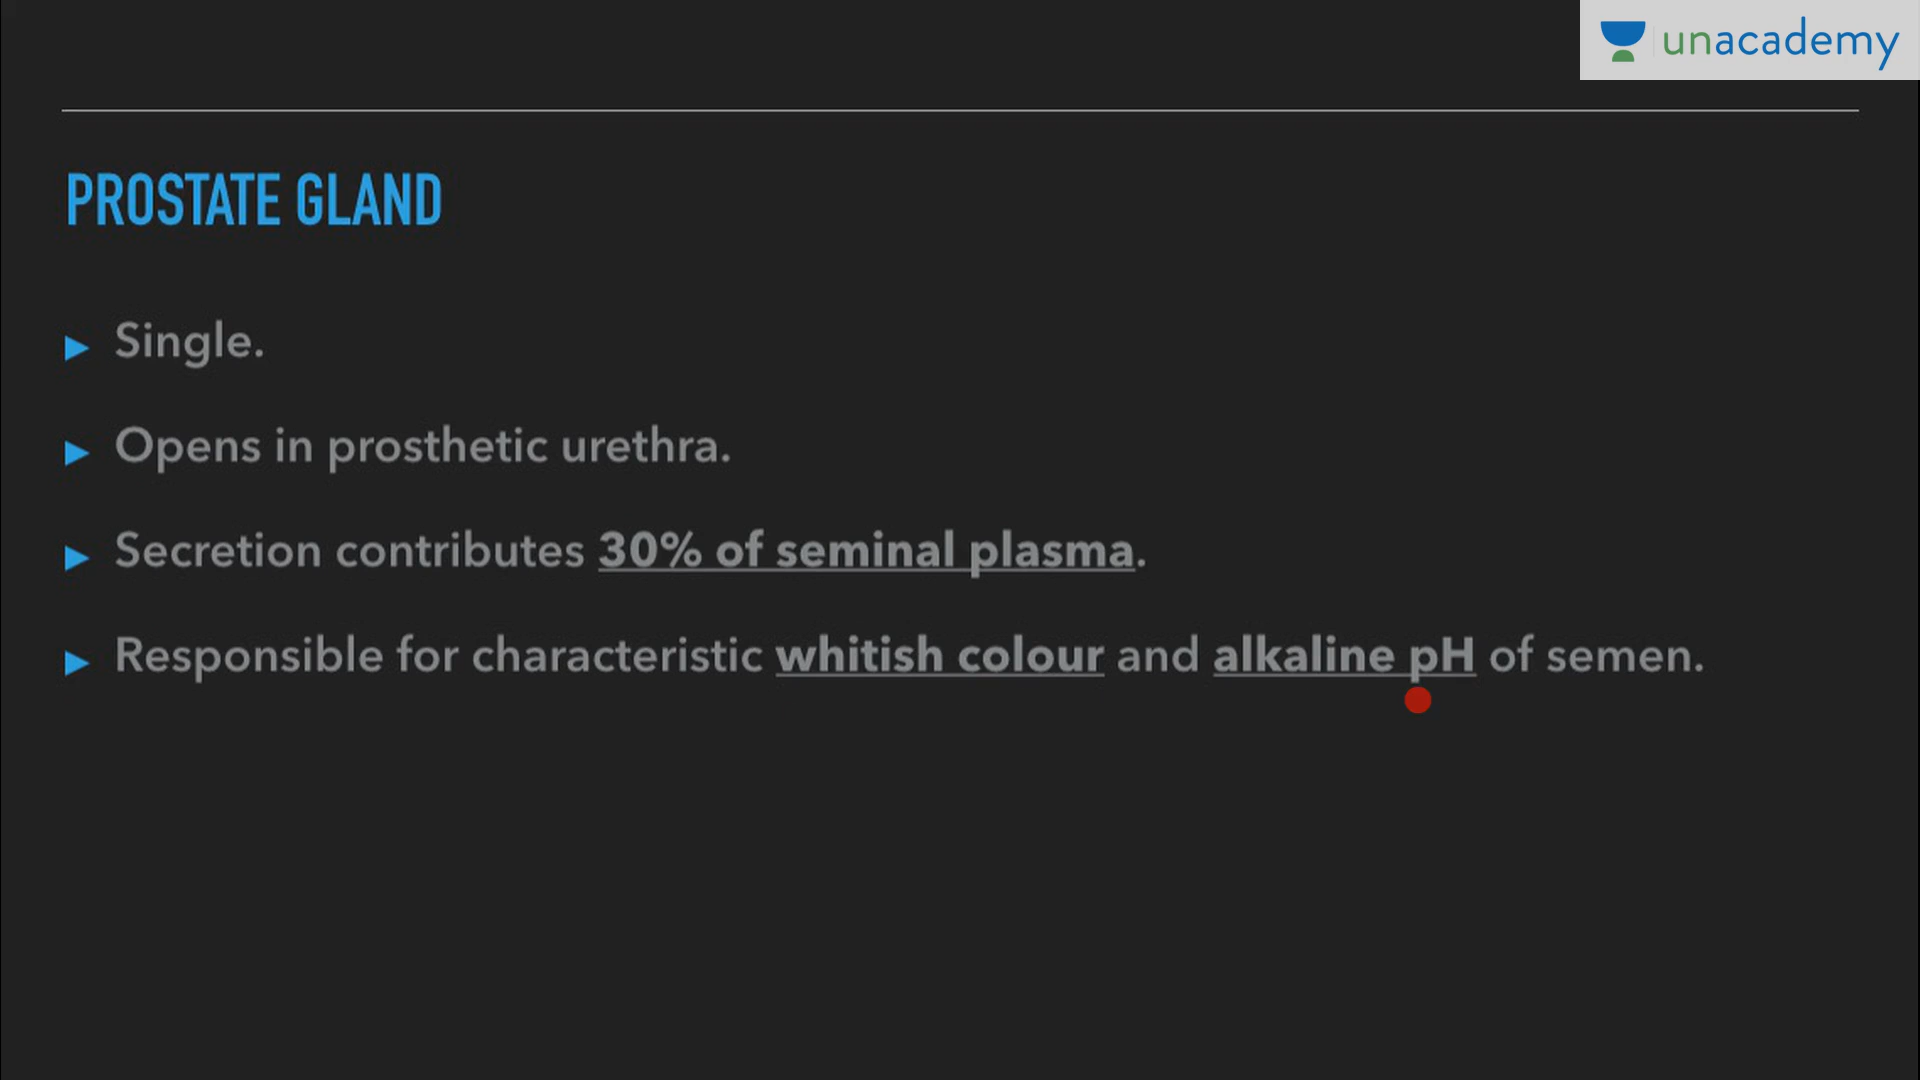 unacademy
PROSTATE GLAND
▶ Single.
▶ Opens in prosthetic urethra.
▶ Secretion contributes 30% of seminal plasma.
▶ Responsible for characteristic whitish colour and alkaline pH of semen.